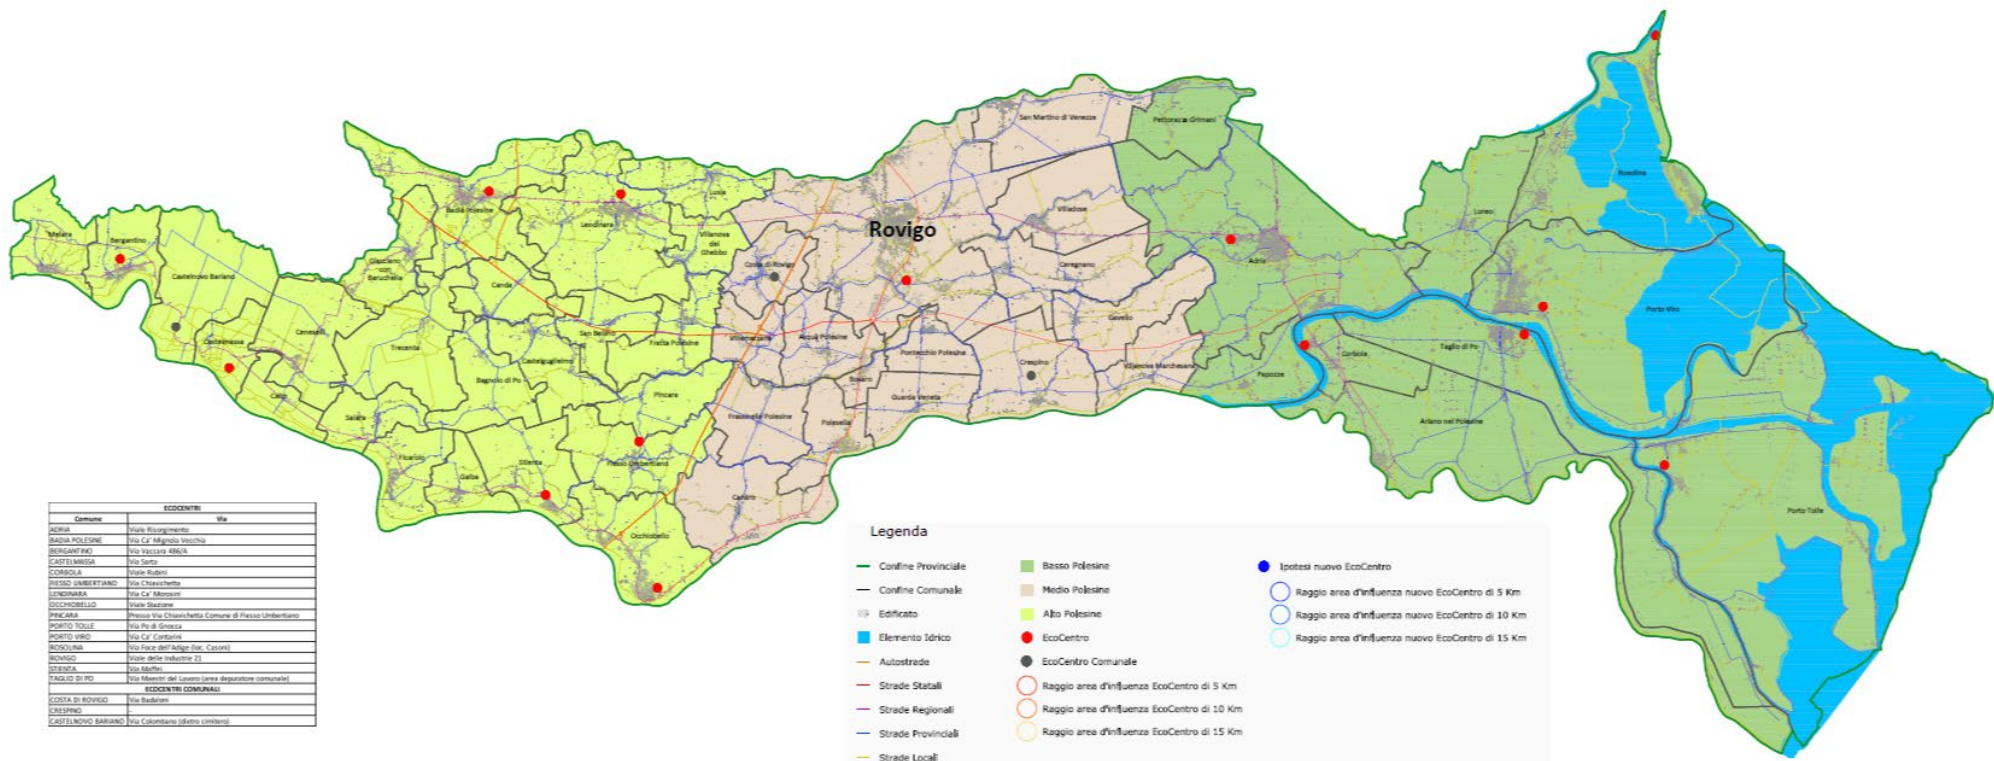 Melara
Bergantino
Castelnovo Bariano
Castelmassa
Ceneselli
Calto
Salara
Trecenta
Giacciano
con
Baruchella
Badia Polesine
Lendinara
Lusia
Villanova
del
Ghebbo
Canda
San Bellino
Castelguglielmo
Fratta Polesine
Bagnolo di Po
Pincara
Ficarolo
Gaiba
Stienta
Fiesso Umbertiano
Occhiobello
Canaro
Frassinelle Polesine
Polesella
Costa di Rovigo
Villamarzana
Arquà Polesine
Bosaro
Pontecchio Polesine
Guarda Veneta
Crespino
Rovigo
San Martino di Venezze
Villadose
Ceregnano
Gavello
Villanova Marchesana
Pettorazza Grimani
Adria
Papozze
Corbola
Loreo
Rosolina
Porto Viro
Taglio di Po
Ariano nel Polesine
Porto Tolle
ECOCENTRI
Comune Via
ADRIA Viale Risorgimento
BADIA POLESINE Via Ca' Mignola Vecchia
BERGANTINO Via Vaccara 486/A
CASTELMASSA Via Sarto
CORBOLA Viale Rubini
FIESSO UMBERTIANO Via Chiavichetta
LENDINARA Via Ca' Morosini
OCCHIOBELLO Viale Stazione
PINCARA Presso Via Chiavichetta Comune di Fiesso Umbertiano
PORTO TOLLE Via Po di Gnocca
PORTO VIRO Via Ca' Contarini
ROSOLINA Via Foce dell'Adige (loc. Casoni)
ROVIGO Viale delle Industrie 21
STIENTA Via Maffei
TAGLIO DI PO Via Maestri del Lavoro (area depuratore comunale)
ECOCENTRI COMUNALI
COSTA DI ROVIGO Via Badaloni
CRESPINO -
CASTELNOVO BARIANO Via Colombano (dietro cimitero)
Legenda
Confine Provinciale
Confine Comunale
Edificato
Elemento Idrico
Autostrade
Strade Statali
Strade Regionali
Strade Provinciali
Strade Locali
Basso Polesine
Medio Polesine
Alto Polesine
EcoCentro
EcoCentro Comunale
Raggio area d'influenza EcoCentro di 5 Km
Raggio area d'influenza EcoCentro di 10 Km
Raggio area d'influenza EcoCentro di 15 Km
Ipotesi nuovo EcoCentro
Raggio area d'influenza nuovo EcoCentro di 5 Km
Raggio area d'influenza nuovo EcoCentro di 10 Km
Raggio area d'influenza nuovo EcoCentro di 15 Km